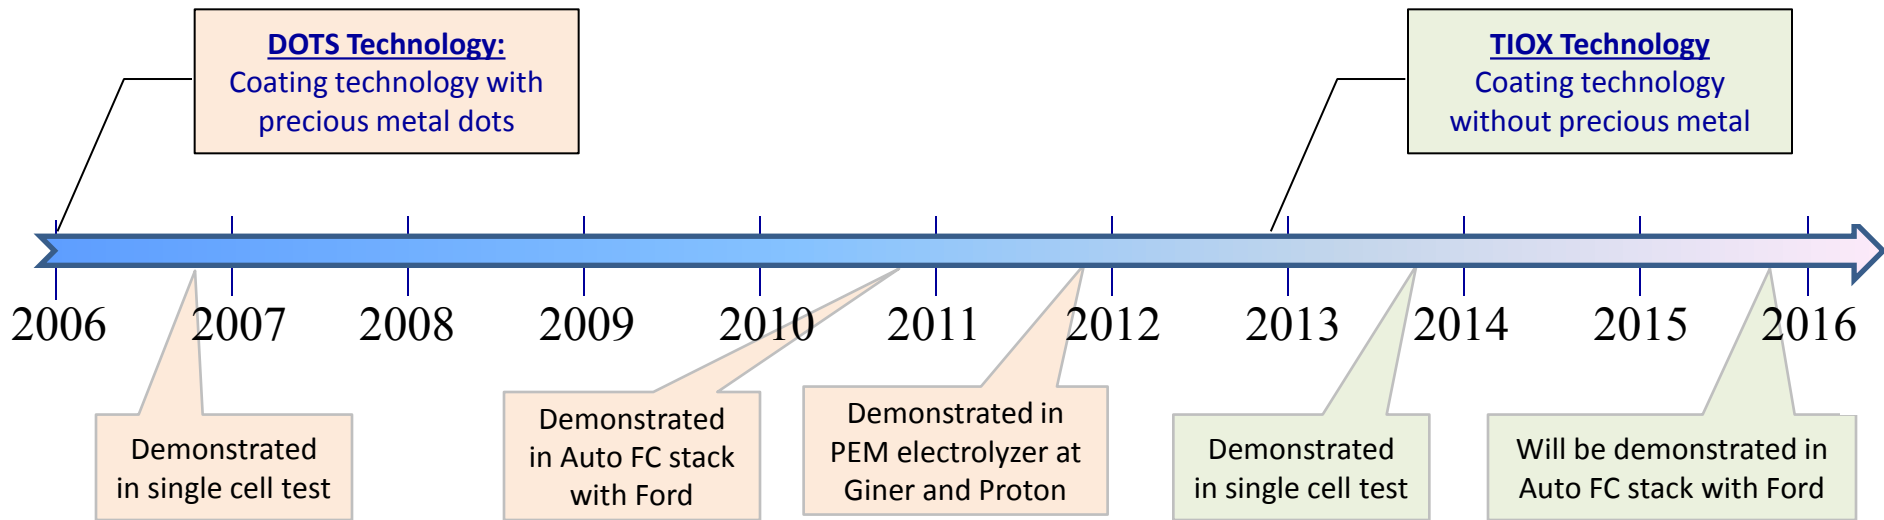 DOTS Technology:
Coating technology with
precious metal dots
TIOX Technology
Coating technology
without precious metal
2006 2007 2008 2009 2010 2011 2012 2013 2014 2015 2016
Demonstrated
in single cell test
Demonstrated
in Auto FC stack
with Ford
Demonstrated in
PEM electrolyzer at
Giner and Proton
Demonstrated
in single cell test
Will be demonstrated in
Auto FC stack with Ford